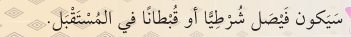 سَيَكون فَيْصَل شُرْطِيًّا أو قُبْطانًا في المُسْتَقْبَل.